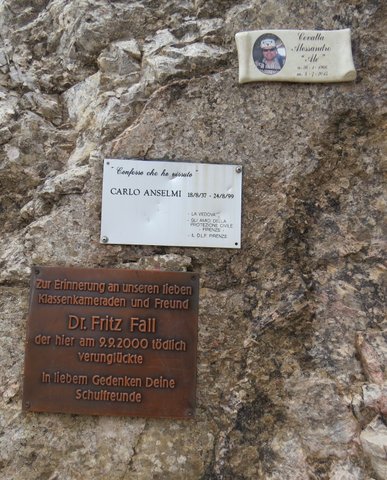 Covalla
Alessandro
"Ale"
"Confesso che ho vissuto"
CARLO ANSELMI 18/8/37 - 24/8/99
- LA VEDOVA
- GLI AMICI DELLA
PROTEZIONE CIVILE
FIRENZE
- IL D.L.F. FIRENZE
zur Erinnerung an unseren lieben
Klassenkameraden und Freund
Dr. Fritz Fall
der hier am 9.9.2000 tödlich
verunglückte
In liebem Gedenken Deine
Schulfreunde